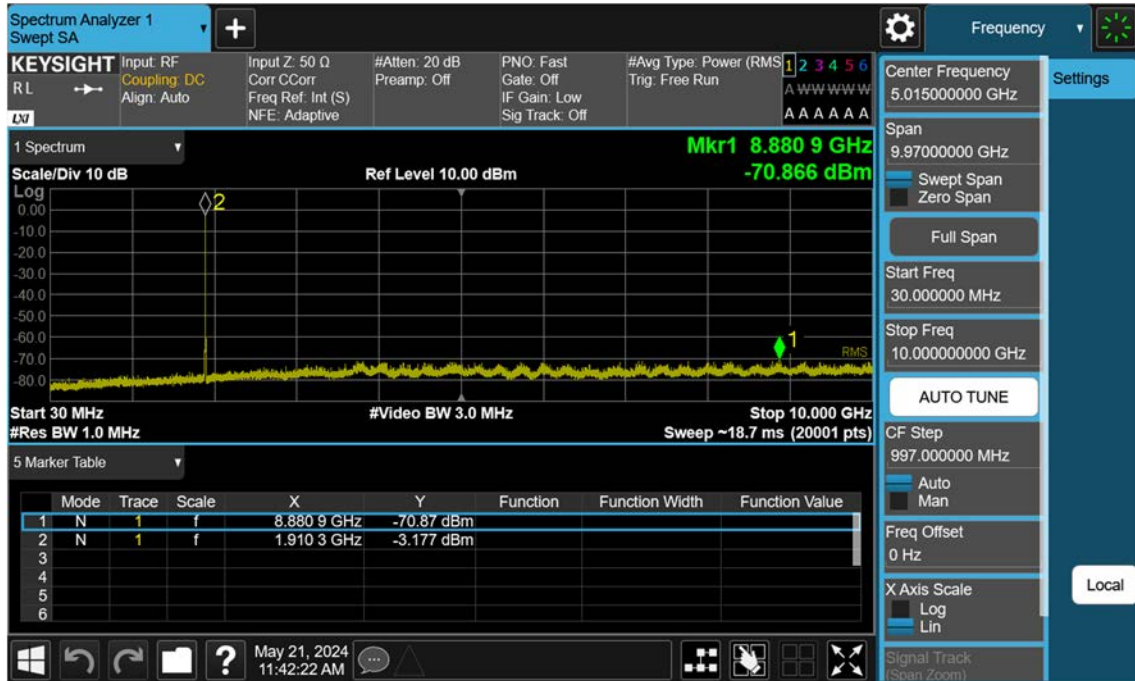 Spectrum Analyzer 1
Swept SA
+
Frequency
KEYSIGHT
RL
LXI
Input: RF
Coupling: DC
Align: Auto
Input Z: 50 Ω
Corr CCorr
Freq Ref: Int (S)
NFE: Adaptive
#Atten: 20 dB
Preamp: Off
PNO: Fast
Gate: Off
IF Gain: Low
Sig Track: Off
#Avg Type: Power (RMS
Trig: Free Run
1 2 3 4 5 6
A W W W W W
A A A A A A
1 Spectrum
Mkr1 8.880 9 GHz
Scale/Div 10 dB
Ref Level 10.00 dBm
-70.866 dBm
Log
0.00
-10.0
-20.0
-30.0
-40.0
-50.0
-60.0
-70.0
-80.0
2
1
RMS
Start 30 MHz
#Video BW 3.0 MHz
Stop 10.000 GHz
#Res BW 1.0 MHz
Sweep ~18.7 ms (20001 pts)
5 Marker Table
Mode Trace Scale X Y Function Function Width Function Value
1 N 1 f 8.880 9 GHz -70.87 dBm
2 N 1 f 1.910 3 GHz -3.177 dBm
3
4
5
6
May 21, 2024
11:42:22 AM
?
Center Frequency
5.015000000 GHz
Settings
Span
9.97000000 GHz
Swept Span
Zero Span
Full Span
Start Freq
30.000000 MHz
Stop Freq
10.000000000 GHz
AUTO TUNE
CF Step
997.000000 MHz
Auto
Man
Freq Offset
0 Hz
X Axis Scale
Log
Lin
Local
Signal Track
(Span Zoom)